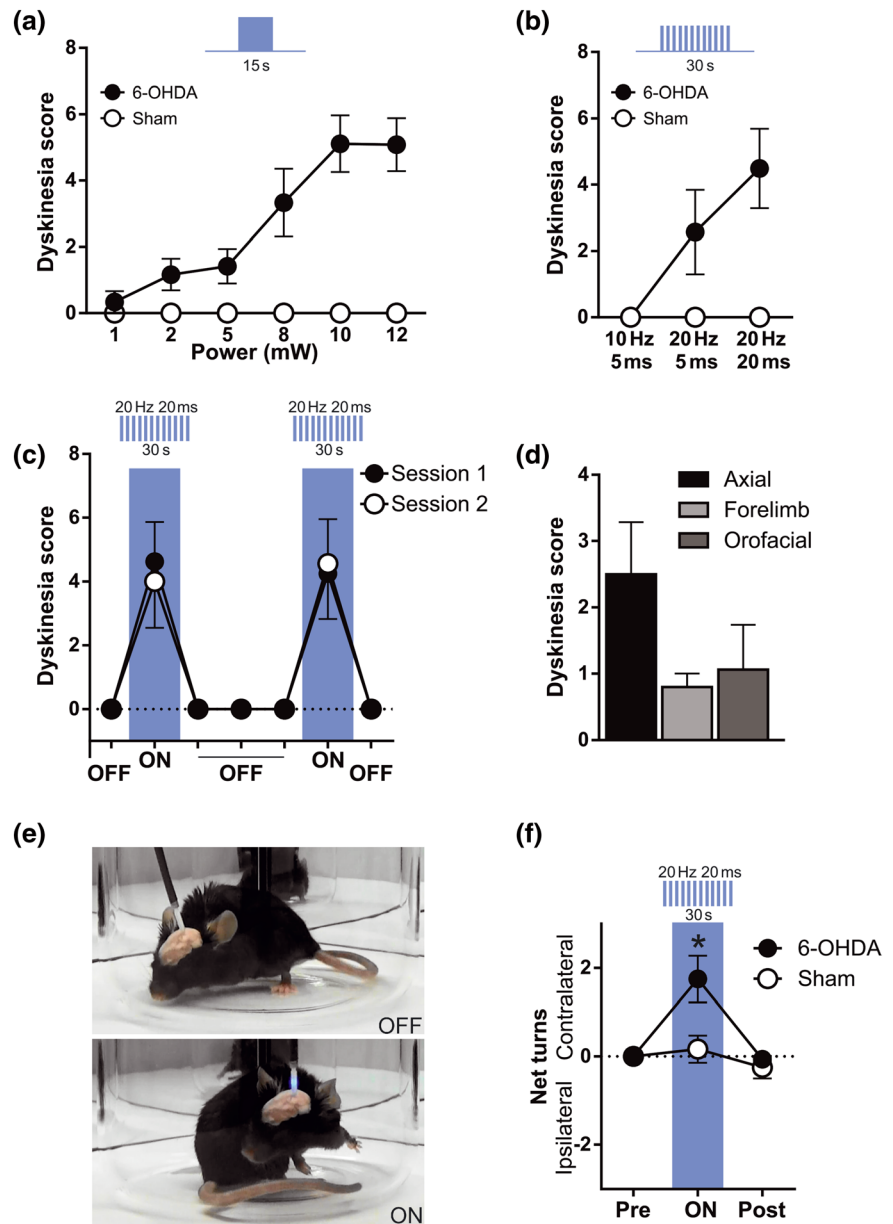 (a)
15 s
8
6
4
2
0
Dyskinesia score
6-OHDA
Sham
1 2 5 8 10 12
Power (mW)
(b)
30 s
8
6
4
2
0
Dyskinesia score
6-OHDA
Sham
10 Hz 20 Hz 20 Hz
5 ms 5 ms 20 ms
(c)
20 Hz 20 ms
30 s
20 Hz 20 ms
30 s
8
6
4
2
0
Dyskinesia score
Session 1
Session 2
OFF ON OFF ON OFF
(d)
4
3
2
1
0
Dyskinesia score
Axial
Forelimb
Orofacial
(e)
OFF
ON
(f)
20 Hz 20 ms
30 s
*
2
0
-2
Net turns
Ipsilateral Contralateral
6-OHDA
Sham
Pre ON Post